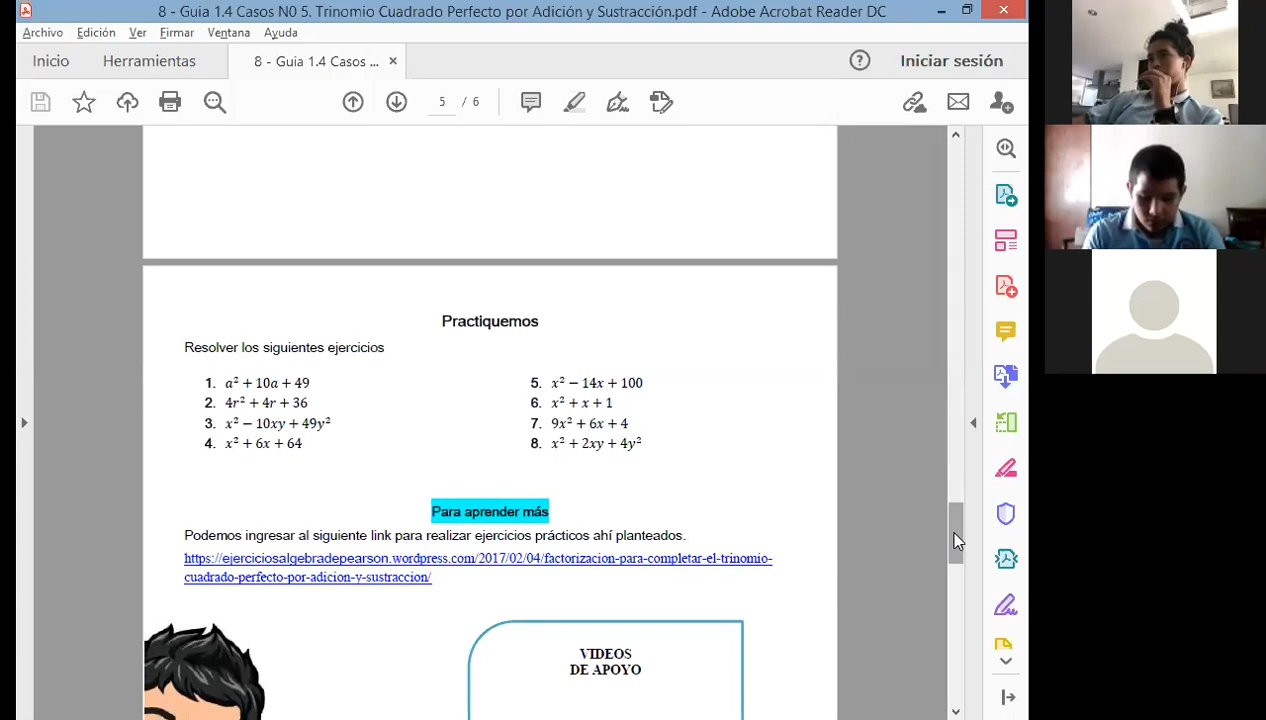 8 - Guia 1.4 Casos N0 5. Trinomio Cuadrado Perfecto por Adición y Sustracción.pdf - Adobe Acrobat Reader DC
Archivo Edición Ver Firmar Ventana Ayuda
Inicio Herramientas 8 - Guia 1.4 Casos ... × Iniciar sesión
5 / 6
Practiquemos
Resolver los siguientes ejercicios
1. a² + 10a + 49
2. 4r² + 4r + 36
3. x² − 10xy + 49y²
4. x² + 6x + 64
5. x² − 14x + 100
6. x² + x + 1
7. 9x² + 6x + 4
8. x² + 2xy + 4y²
Para aprender más
Podemos ingresar al siguiente link para realizar ejercicios prácticos ahí planteados.
https://ejerciciosalgebradepearson.wordpress.com/2017/02/04/factorizacion-para-completar-el-trinomio-
cuadrado-perfecto-por-adicion-y-sustraccion/
VIDEOS
DE APOYO